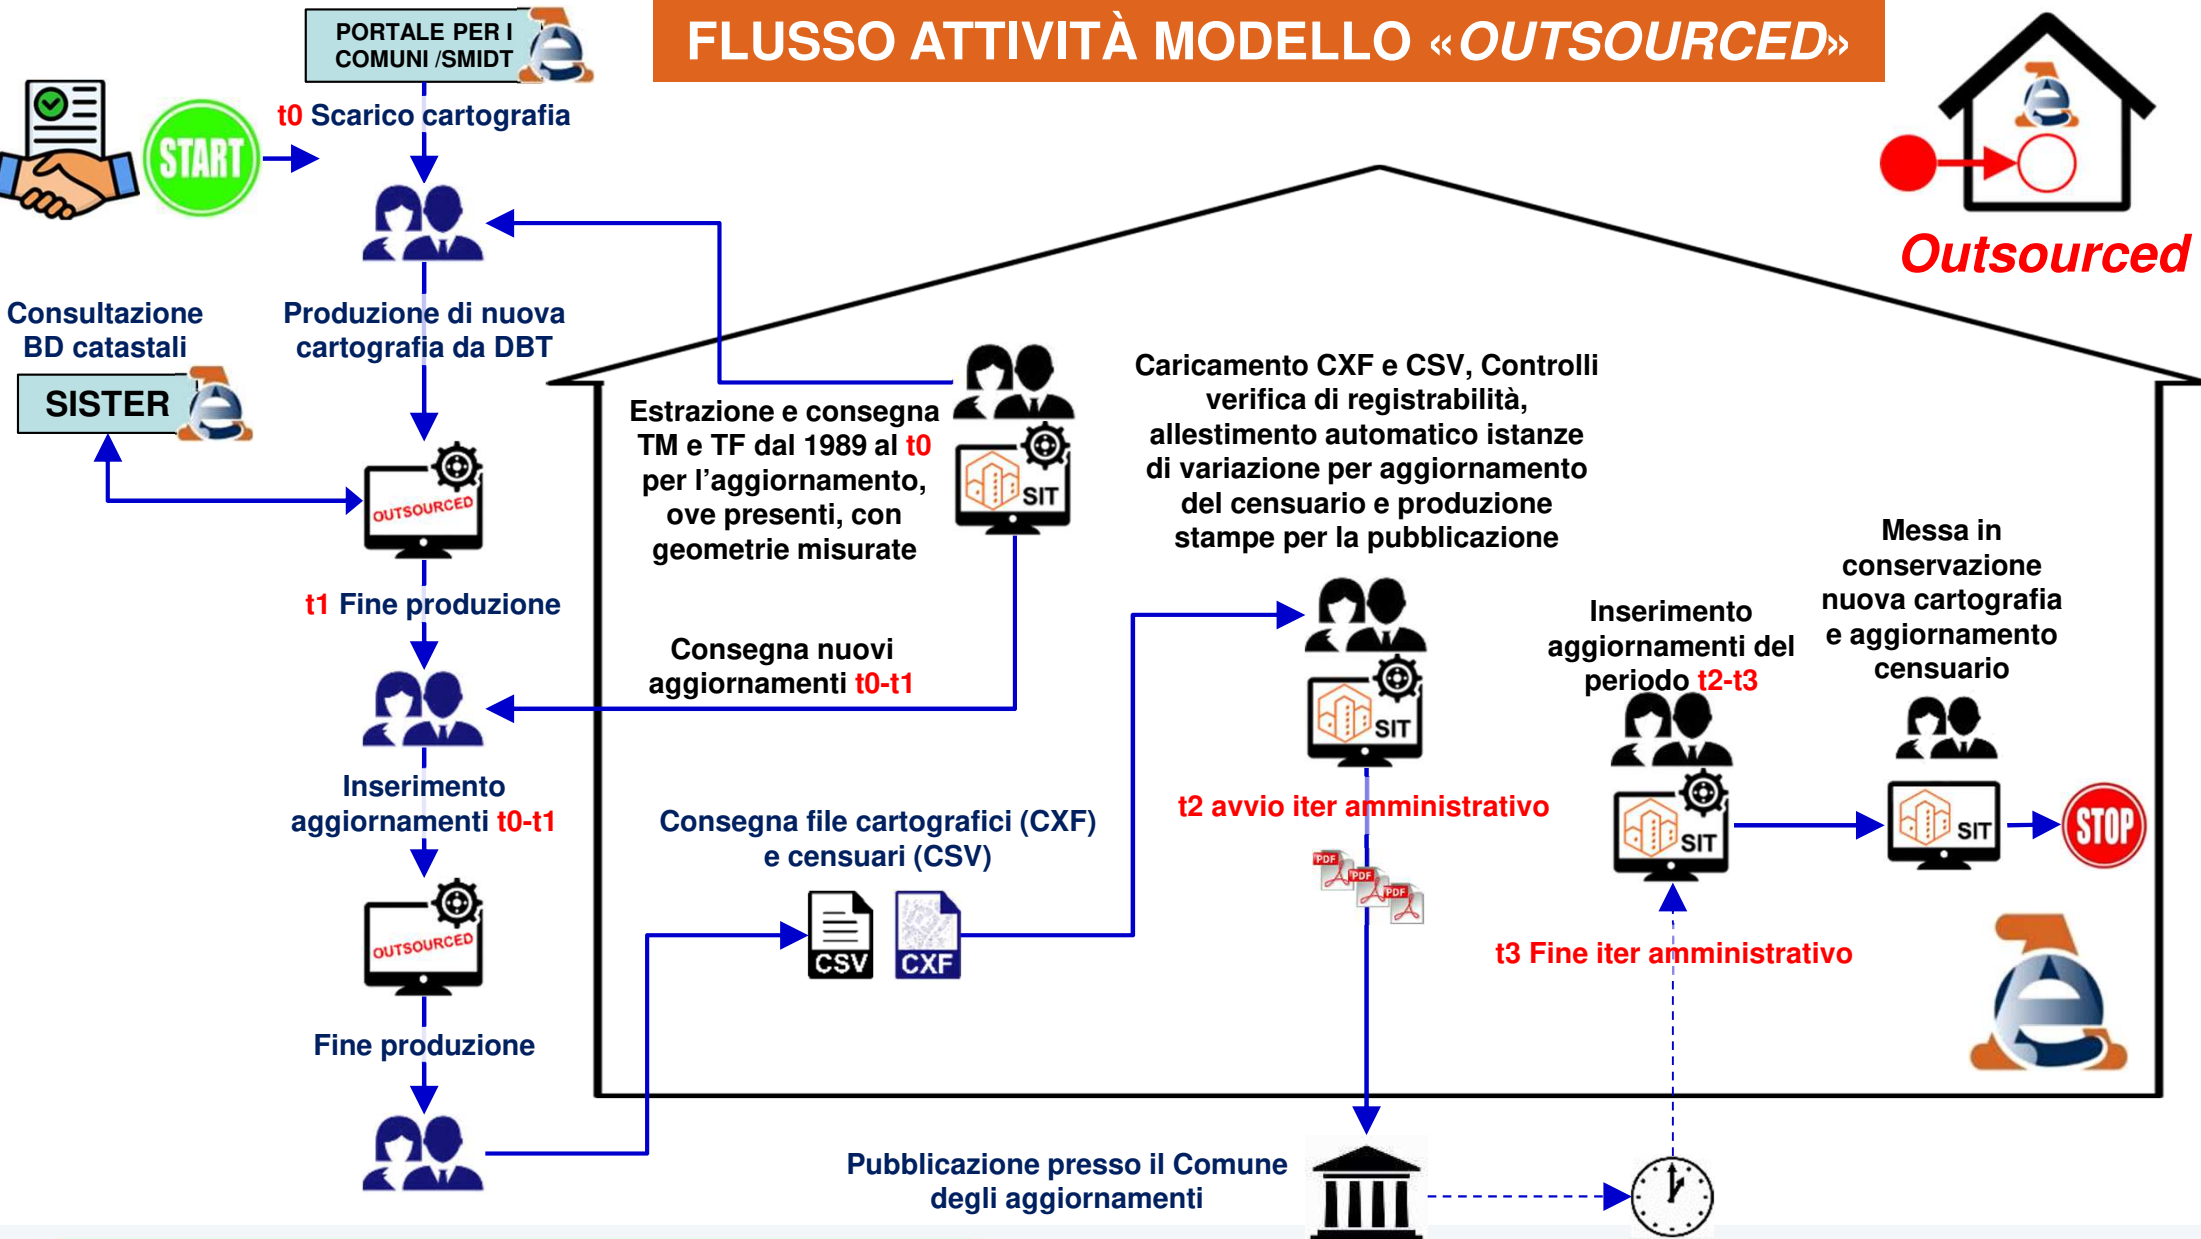 FLUSSO ATTIVITÀ MODELLO «OUTSOURCED»
PORTALE PER I
COMUNI /SMIDT
START
t0 Scarico cartografia
Outsourced
Consultazione
BD catastali
SISTER
Produzione di nuova
cartografia da DBT
OUTSOURCED
t1 Fine produzione
Inserimento
aggiornamenti t0-t1
OUTSOURCED
Fine produzione
Estrazione e consegna
TM e TF dal 1989 al t0
per l'aggiornamento,
ove presenti, con
geometrie misurate
SIT
Consegna nuovi
aggiornamenti t0-t1
Consegna file cartografici (CXF)
e censuari (CSV)
CSV
CXF
Caricamento CXF e CSV, Controlli
verifica di registrabilità,
allestimento automatico istanze
di variazione per aggiornamento
del censuario e produzione
stampe per la pubblicazione
SIT
t2 avvio iter amministrativo
PDF
PDF
PDF
Pubblicazione presso il Comune
degli aggiornamenti
Inserimento
aggiornamenti del
periodo t2-t3
SIT
t3 Fine iter amministrativo
Messa in
conservazione
nuova cartografia
e aggiornamento
censuario
SIT
STOP